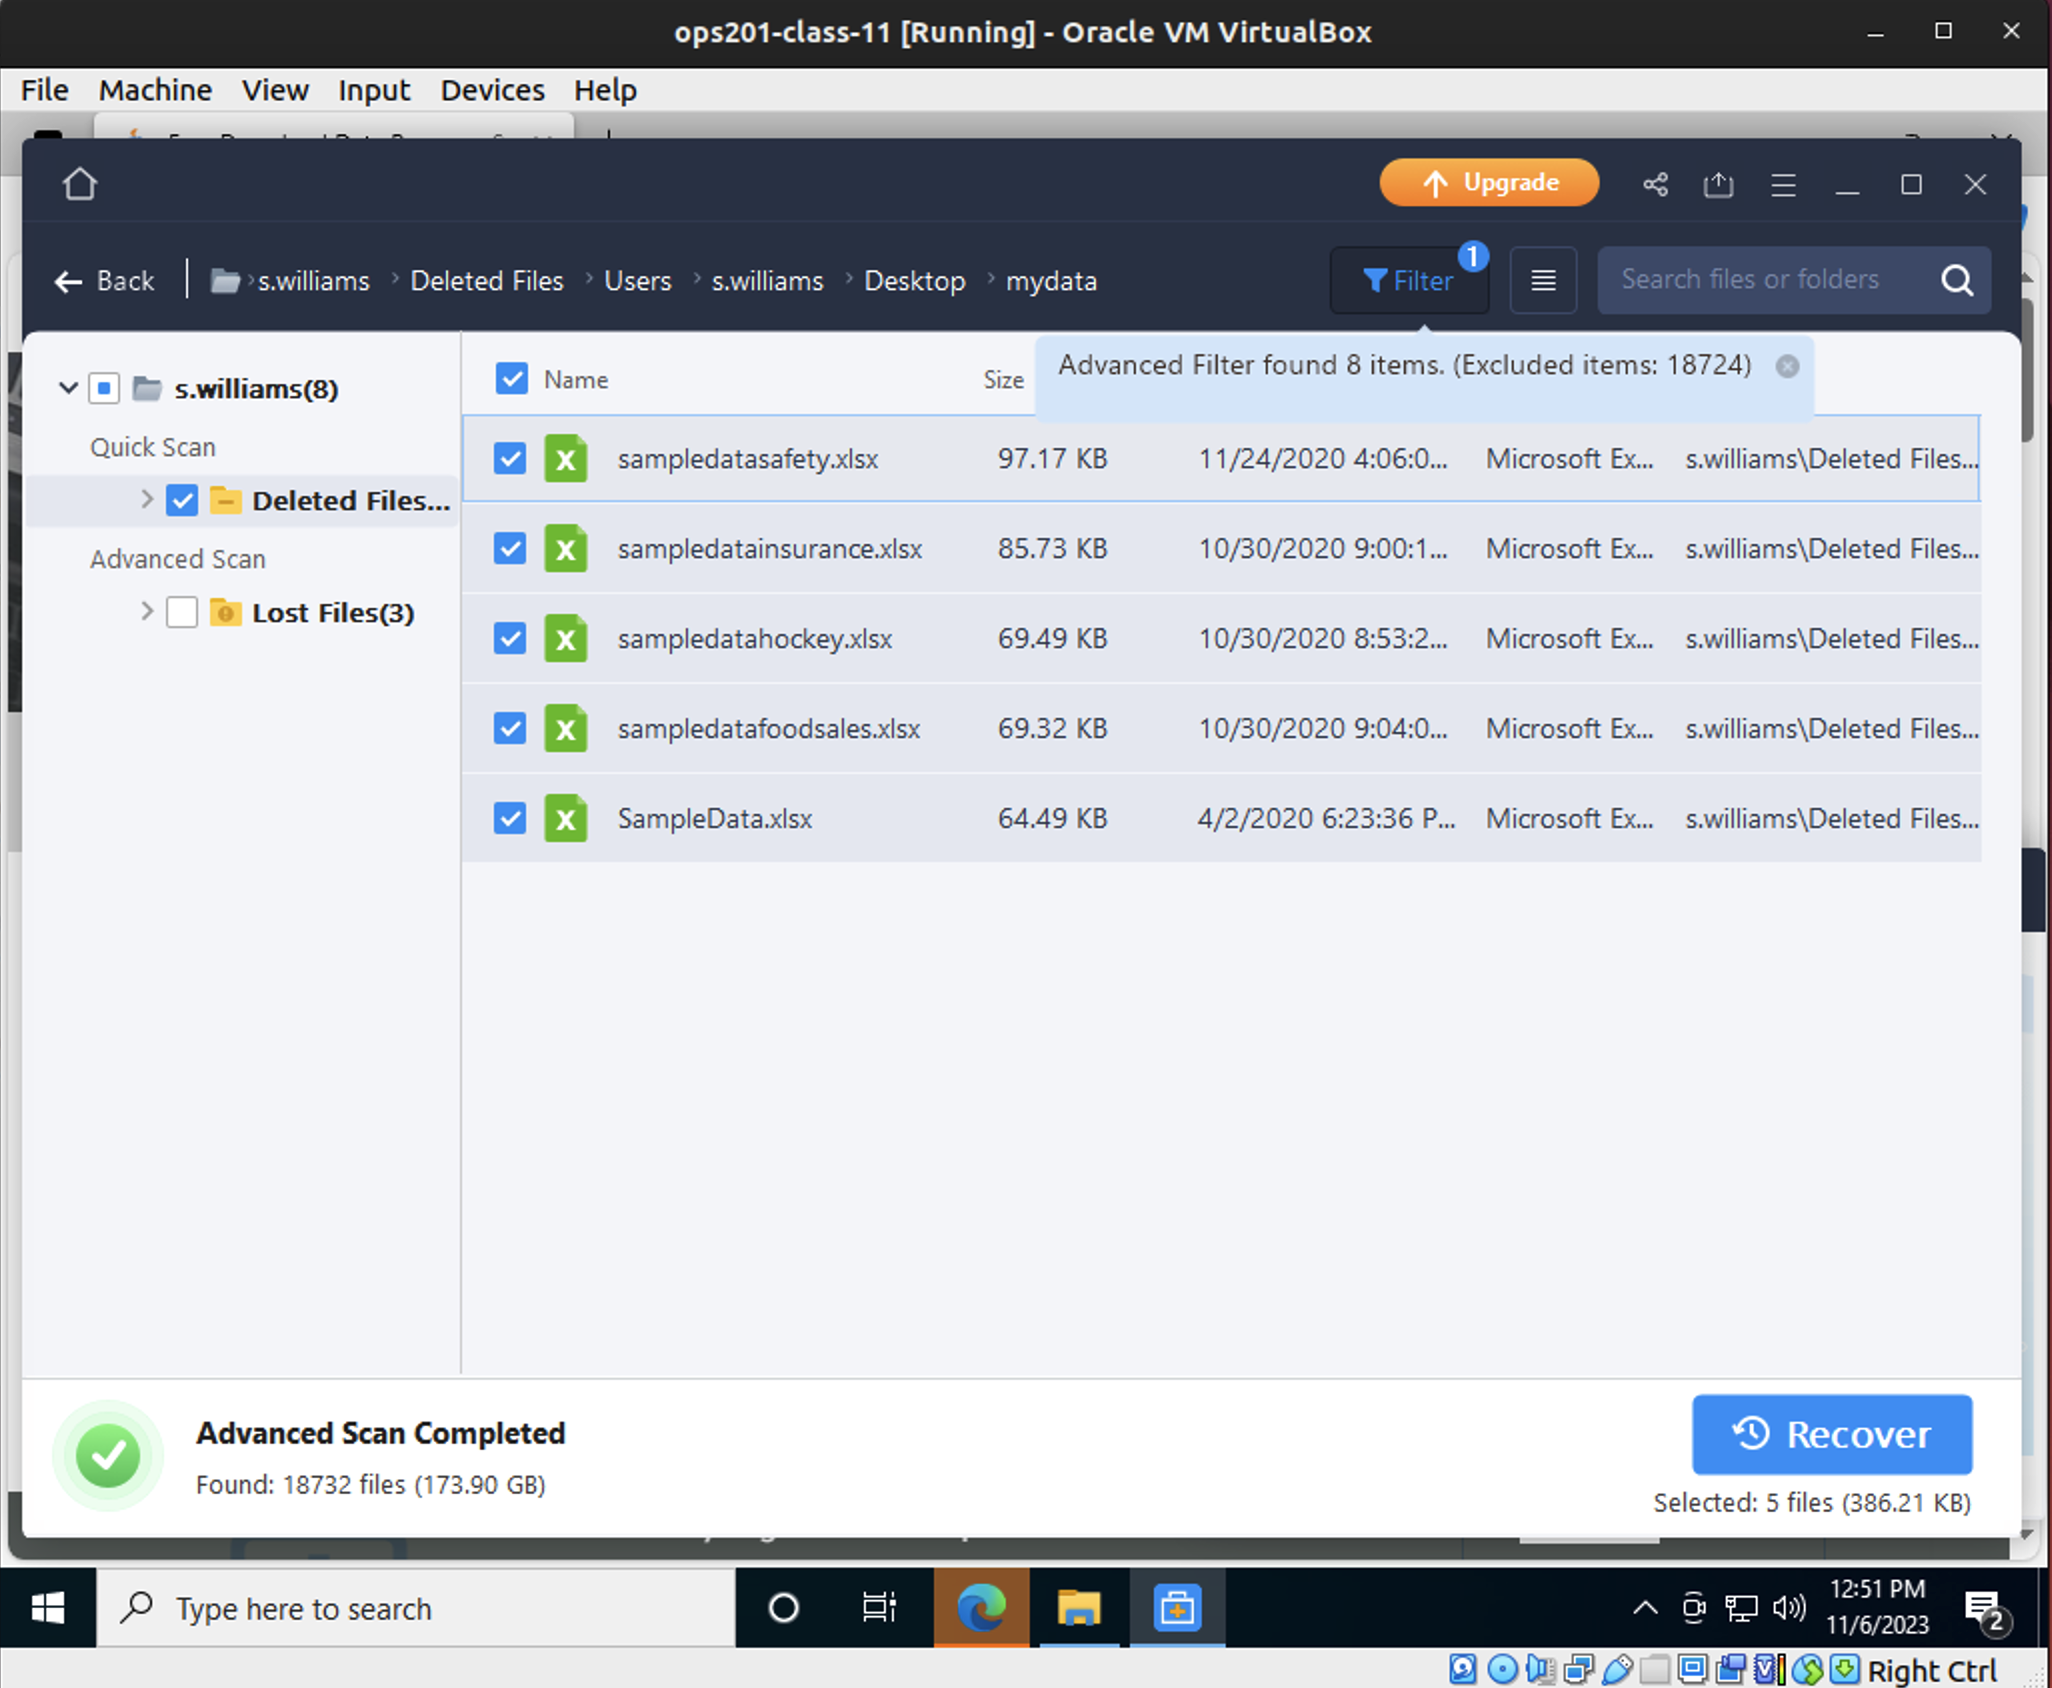 ops201-class-11 [Running] - Oracle VM VirtualBox
File Machine View Input Devices Help
Upgrade
Back s.williams > Deleted Files > Users > s.williams > Desktop > mydata Filter 1 Search files or folders
Advanced Filter found 8 items. (Excluded items: 18724)
s.williams(8)
Quick Scan
Deleted Files...
Advanced Scan
Lost Files(3)
Name Size
sampledatasafety.xlsx 97.17 KB 11/24/2020 4:06:0... Microsoft Ex... s.williams\Deleted Files...
sampledatainsurance.xlsx 85.73 KB 10/30/2020 9:00:1... Microsoft Ex... s.williams\Deleted Files...
sampledatahockey.xlsx 69.49 KB 10/30/2020 8:53:2... Microsoft Ex... s.williams\Deleted Files...
sampledatafoodsales.xlsx 69.32 KB 10/30/2020 9:04:0... Microsoft Ex... s.williams\Deleted Files...
SampleData.xlsx 64.49 KB 4/2/2020 6:23:36 P... Microsoft Ex... s.williams\Deleted Files...
Advanced Scan Completed
Found: 18732 files (173.90 GB)
Recover
Selected: 5 files (386.21 KB)
Type here to search
12:51 PM
11/6/2023
2
Right Ctrl